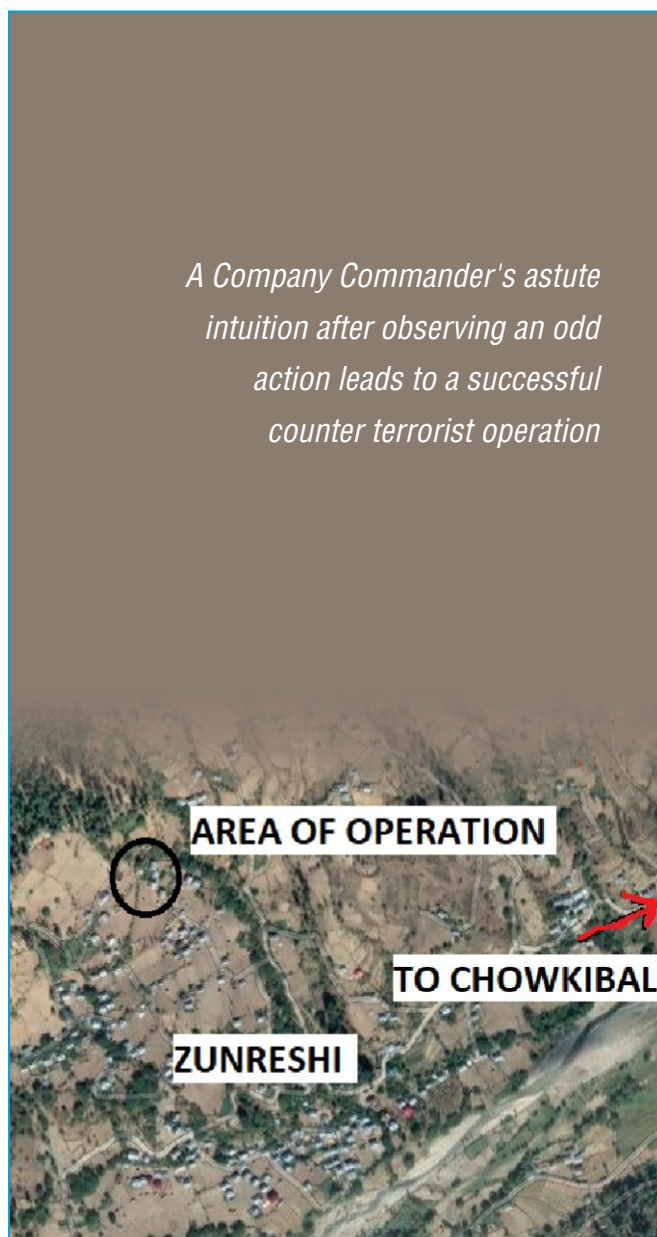 A Company Commander's astute
intuition after observing an odd
action leads to a successful
counter terrorist operation
AREA OF OPERATION
TO CHOWKIBAL
ZUNRESHI